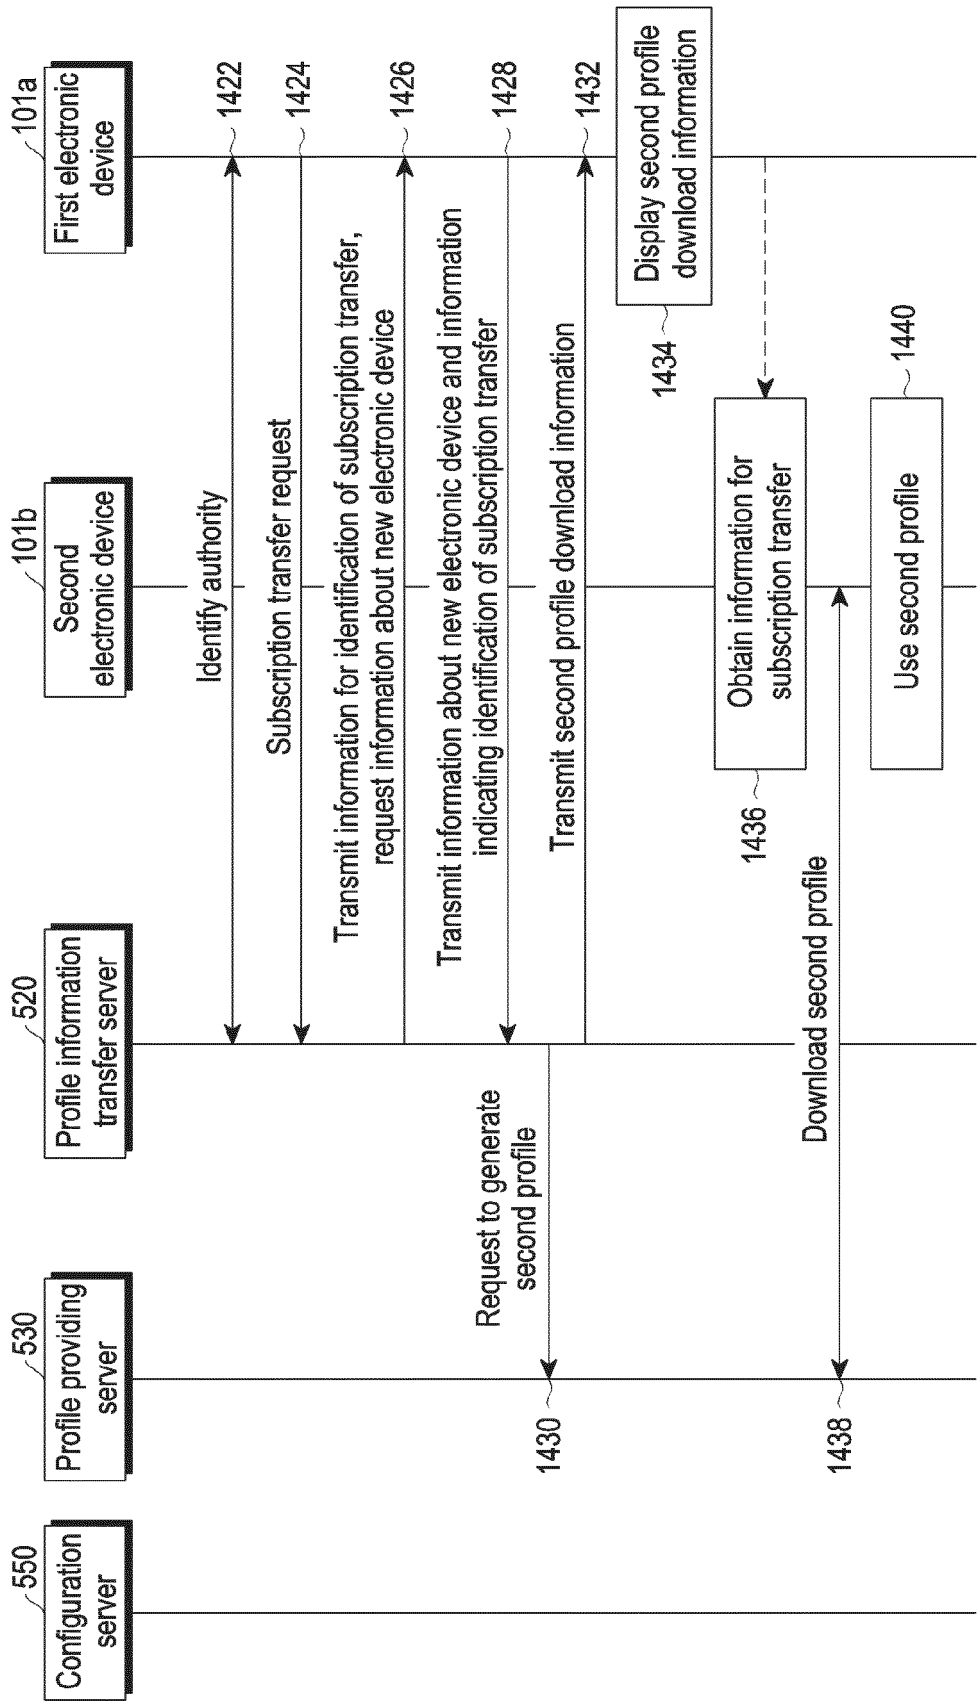 550
Configuration
server
530
Profile providing
server
520
Profile information
transfer server
101b
Second
electronic device
101a
First electronic
device
Identify authority
1422
Subscription transfer request
1424
Transmit information for identification of subscription transfer,
request information about new electronic device
1426
Transmit information about new electronic device and information
indicating identification of subscription transfer
1428
Request to generate
second profile
1430
Transmit second profile download information
1432
Display second profile
download information
1434
Obtain information for
subscription transfer
1436
Download second profile
1438
Use second profile
1440